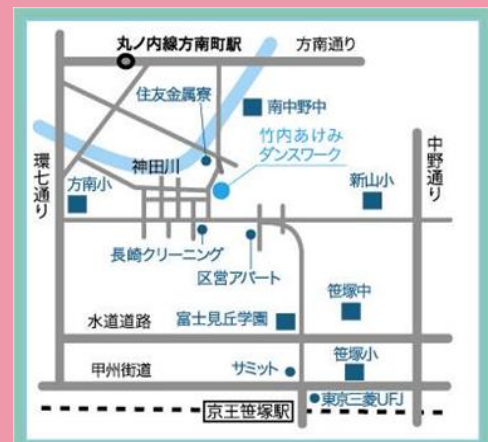 丸ノ内線方南町駅
方南通り
住友金属寮
南中野中
竹内あけみ
ダンスワーク
環七通り
方南小
神田川
新山小
中野通り
長崎クリーニング
区営アパート
笹塚中
水道道路
富士見丘学園
甲州街道
サミット
笹塚小
東京三菱UFJ
京王笹塚駅